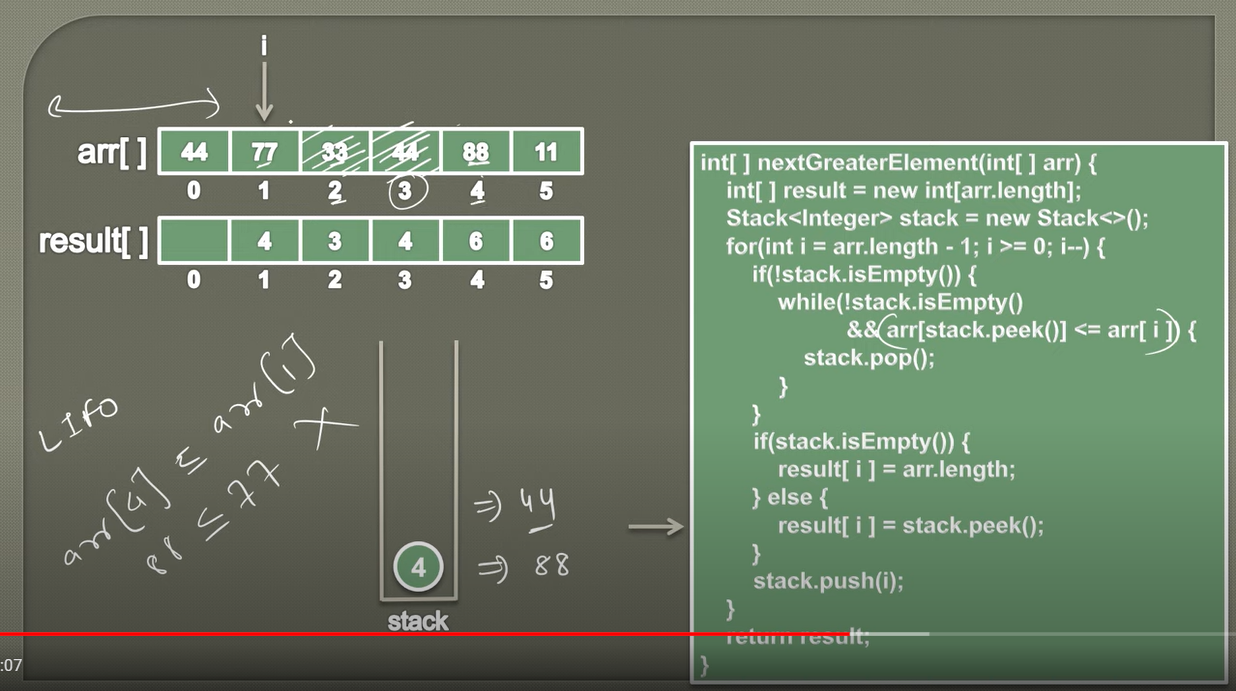 i
arr[ ] 44 77 33 44 88 11
0 1 2 3 4 5
result[ ] 4 3 4 6 6
0 1 2 3 4 5
LIFO
arr[4] ≤ arr[i]
88 ≤ 77 X
⇒ 44
4 ⇒ 88
stack
int[ ] nextGreaterElement(int[ ] arr) {
int[ ] result = new int[arr.length];
Stack<Integer> stack = new Stack<>();
for(int i = arr.length - 1; i >= 0; i--) {
if(!stack.isEmpty()) {
while(!stack.isEmpty()
&& arr[stack.peek()] <= arr[ i ]) {
stack.pop();
}
}
if(stack.isEmpty()) {
result[ i ] = arr.length;
} else {
result[ i ] = stack.peek();
}
stack.push(i);
}
return result;
}
:07